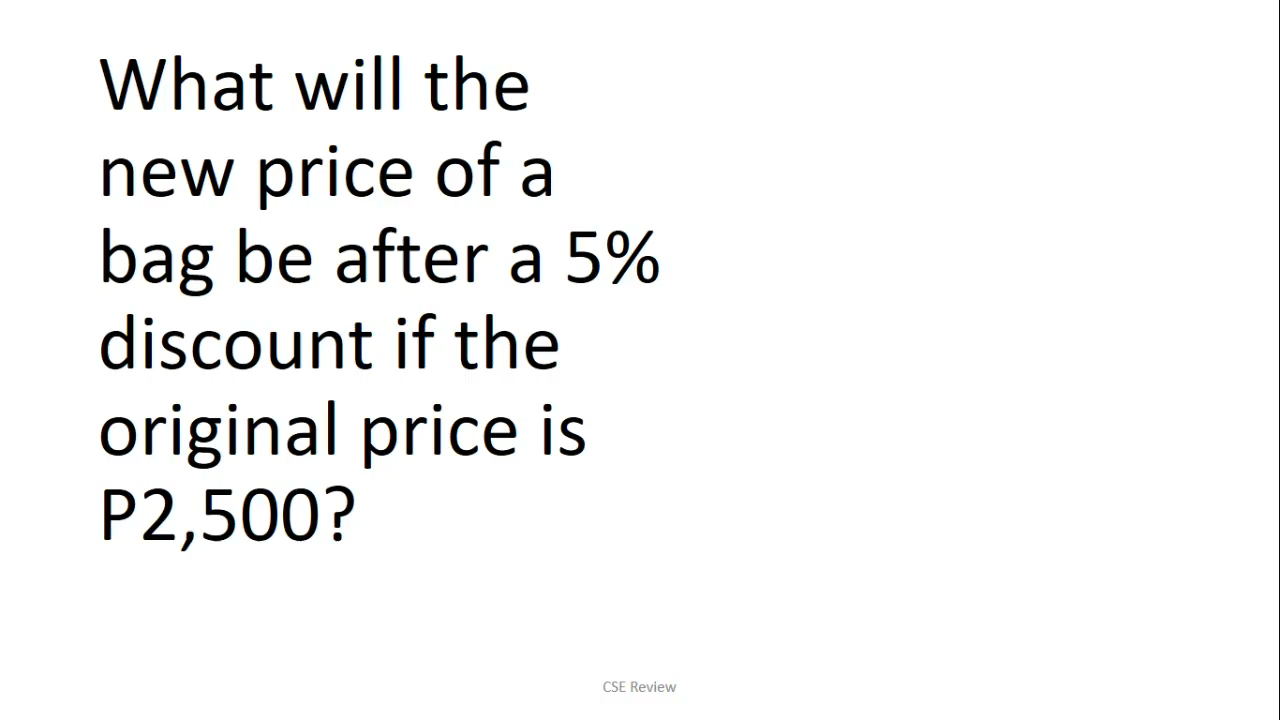 What will the
new price of a
bag be after a 5%
discount if the
original price is
P2,500?
CSE Review